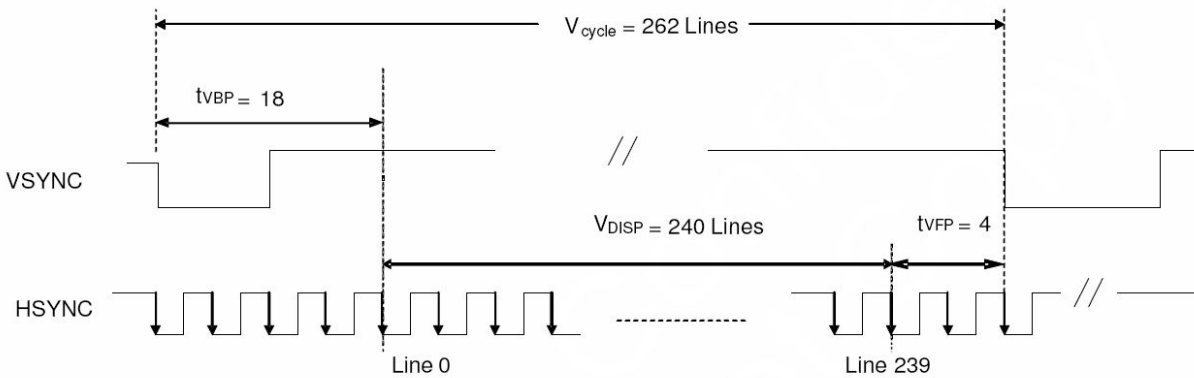 Vcycle = 262 Lines
tVBP = 18
VSYNC
VDISP = 240 Lines
tVFP = 4
HSYNC
Line 0
Line 239